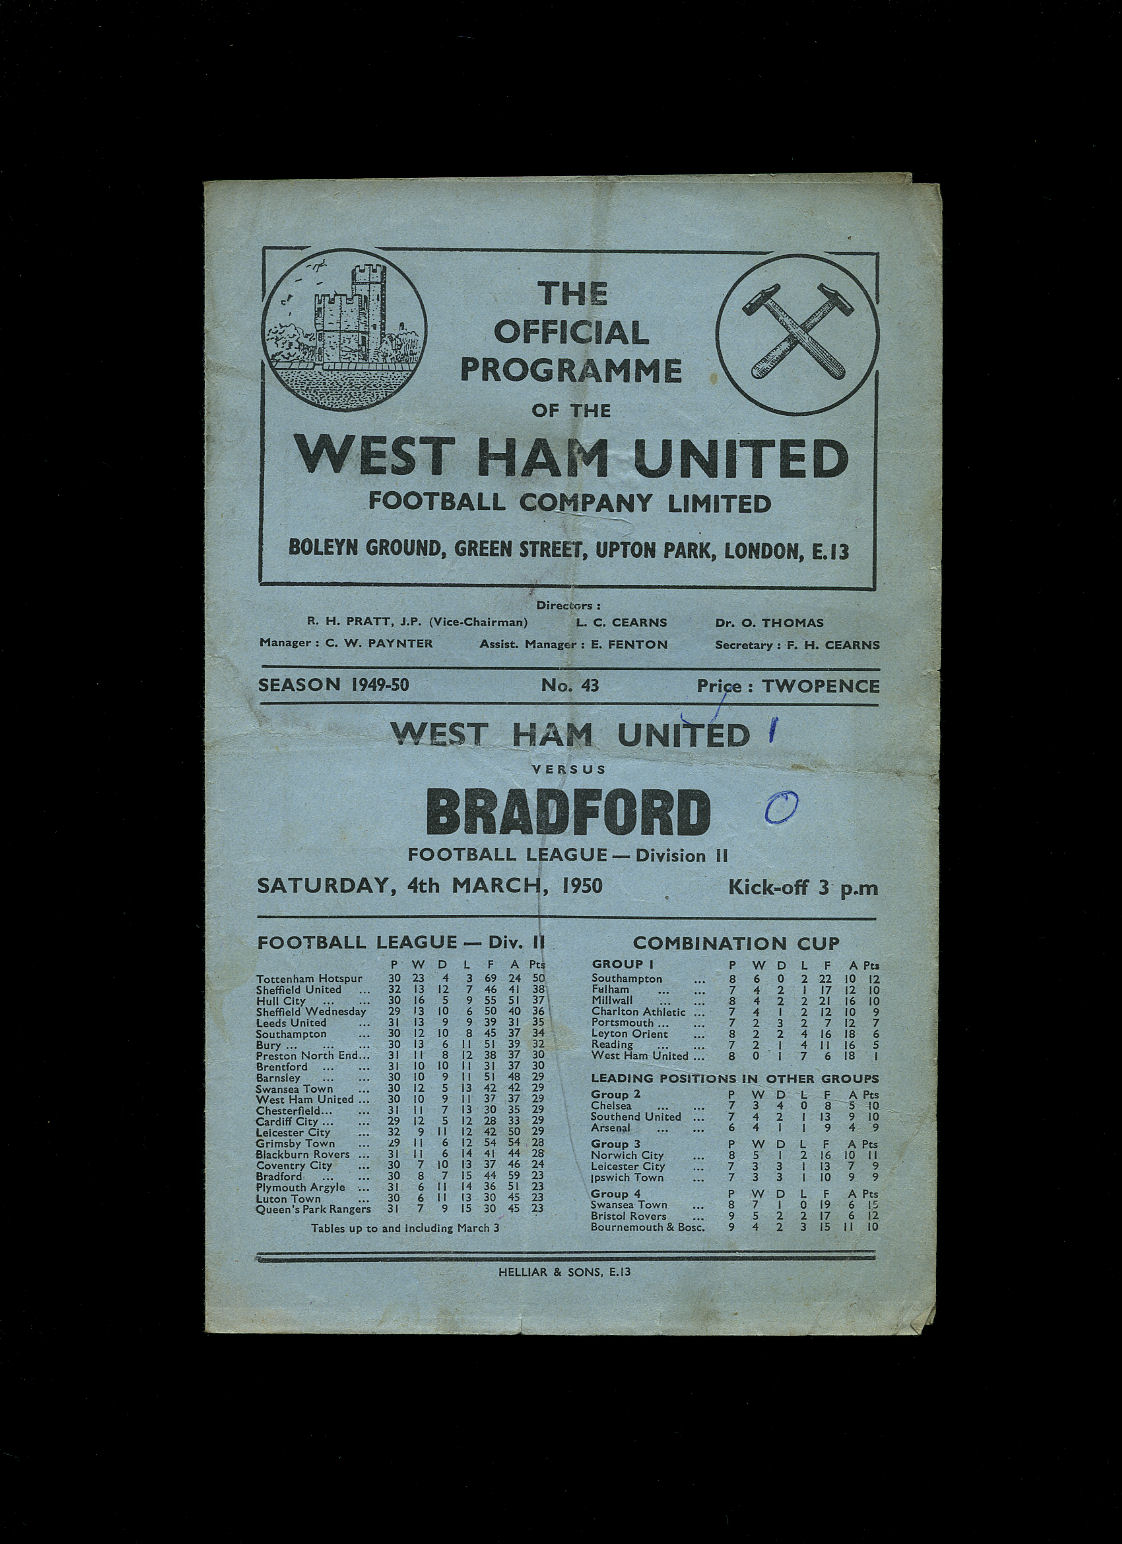 THE
OFFICIAL
PROGRAMME
OF THE
WEST HAM UNITED
FOOTBALL COMPANY LIMITED
BOLEYN GROUND, GREEN STREET, UPTON PARK, LONDON, E.13
Directors :
R. H. PRATT, J.P. (Vice-Chairman) L. C. CEARNS Dr. O. THOMAS
Manager : C. W. PAYNTER Assist. Manager : E. FENTON Secretary : F. H. CEARNS
SEASON 1949-50 No. 43 Price : TWOPENCE
WEST HAM UNITED 1
VERSUS
BRADFORD 0
FOOTBALL LEAGUE — Division II
SATURDAY, 4th MARCH, 1950 Kick-off 3 p.m
FOOTBALL LEAGUE — Div. II
P W D L F A Pts
Tottenham Hotspur 30 23 4 3 69 24 50
Sheffield United ... 32 13 12 7 46 41 38
Hull City ... ... 30 16 5 9 55 51 37
Sheffield Wednesday 29 13 10 6 50 40 36
Leeds United ... 31 13 9 9 39 31 35
Southampton ... 30 12 10 8 45 37 34
Bury ... ... ... 30 13 6 11 51 39 32
Preston North End... 31 11 8 12 38 37 30
Brentford ... ... 31 10 10 11 31 37 30
Barnsley ... ... 30 10 9 11 51 48 29
Swansea Town ... 30 12 5 13 42 42 29
West Ham United ... 30 10 9 11 37 37 29
Chesterfield... ... 31 11 7 13 30 35 29
Cardiff City ... ... 29 12 5 12 28 33 29
Leicester City ... 32 9 11 12 42 50 29
Grimsby Town ... 29 11 6 12 54 54 28
Blackburn Rovers ... 31 11 6 14 41 44 28
Coventry City ... 30 7 10 13 37 46 24
Bradford ... ... 30 8 7 15 44 59 23
Plymouth Argyle ... 31 6 11 14 36 51 23
Luton Town ... 30 6 11 13 30 45 23
Queen's Park Rangers 31 7 9 15 30 45 23
Tables up to and including March 3
COMBINATION CUP
GROUP 1 P W D L F A Pts
Southampton ... 8 6 0 2 22 10 12
Fulham ... ... 7 4 2 1 17 12 10
Millwall ... ... 8 4 2 2 21 16 10
Charlton Athletic ... 7 4 1 2 12 10 9
Portsmouth ... ... 7 2 3 2 7 12 7
Leyton Orient ... 8 2 2 4 16 18 6
Reading ... ... 7 2 1 4 11 16 5
West Ham United ... 8 0 1 7 6 18 1
LEADING POSITIONS IN OTHER GROUPS
Group 2 P W D L F A Pts
Chelsea ... ... 7 3 4 0 8 5 10
Southend United ... 7 4 2 1 13 9 10
Arsenal ... ... 6 4 1 1 9 4 9
Group 3 P W D L F A Pts
Norwich City ... 8 5 1 2 16 10 11
Leicester City ... 7 3 3 1 13 7 9
Ipswich Town ... 7 3 3 1 10 9 9
Group 4 P W D L F A Pts
Swansea Town ... 8 7 1 0 19 6 15
Bristol Rovers ... 9 5 2 2 17 6 12
Bournemouth & Bosc. 9 4 2 3 15 11 10
HELLIAR & SONS, E.13